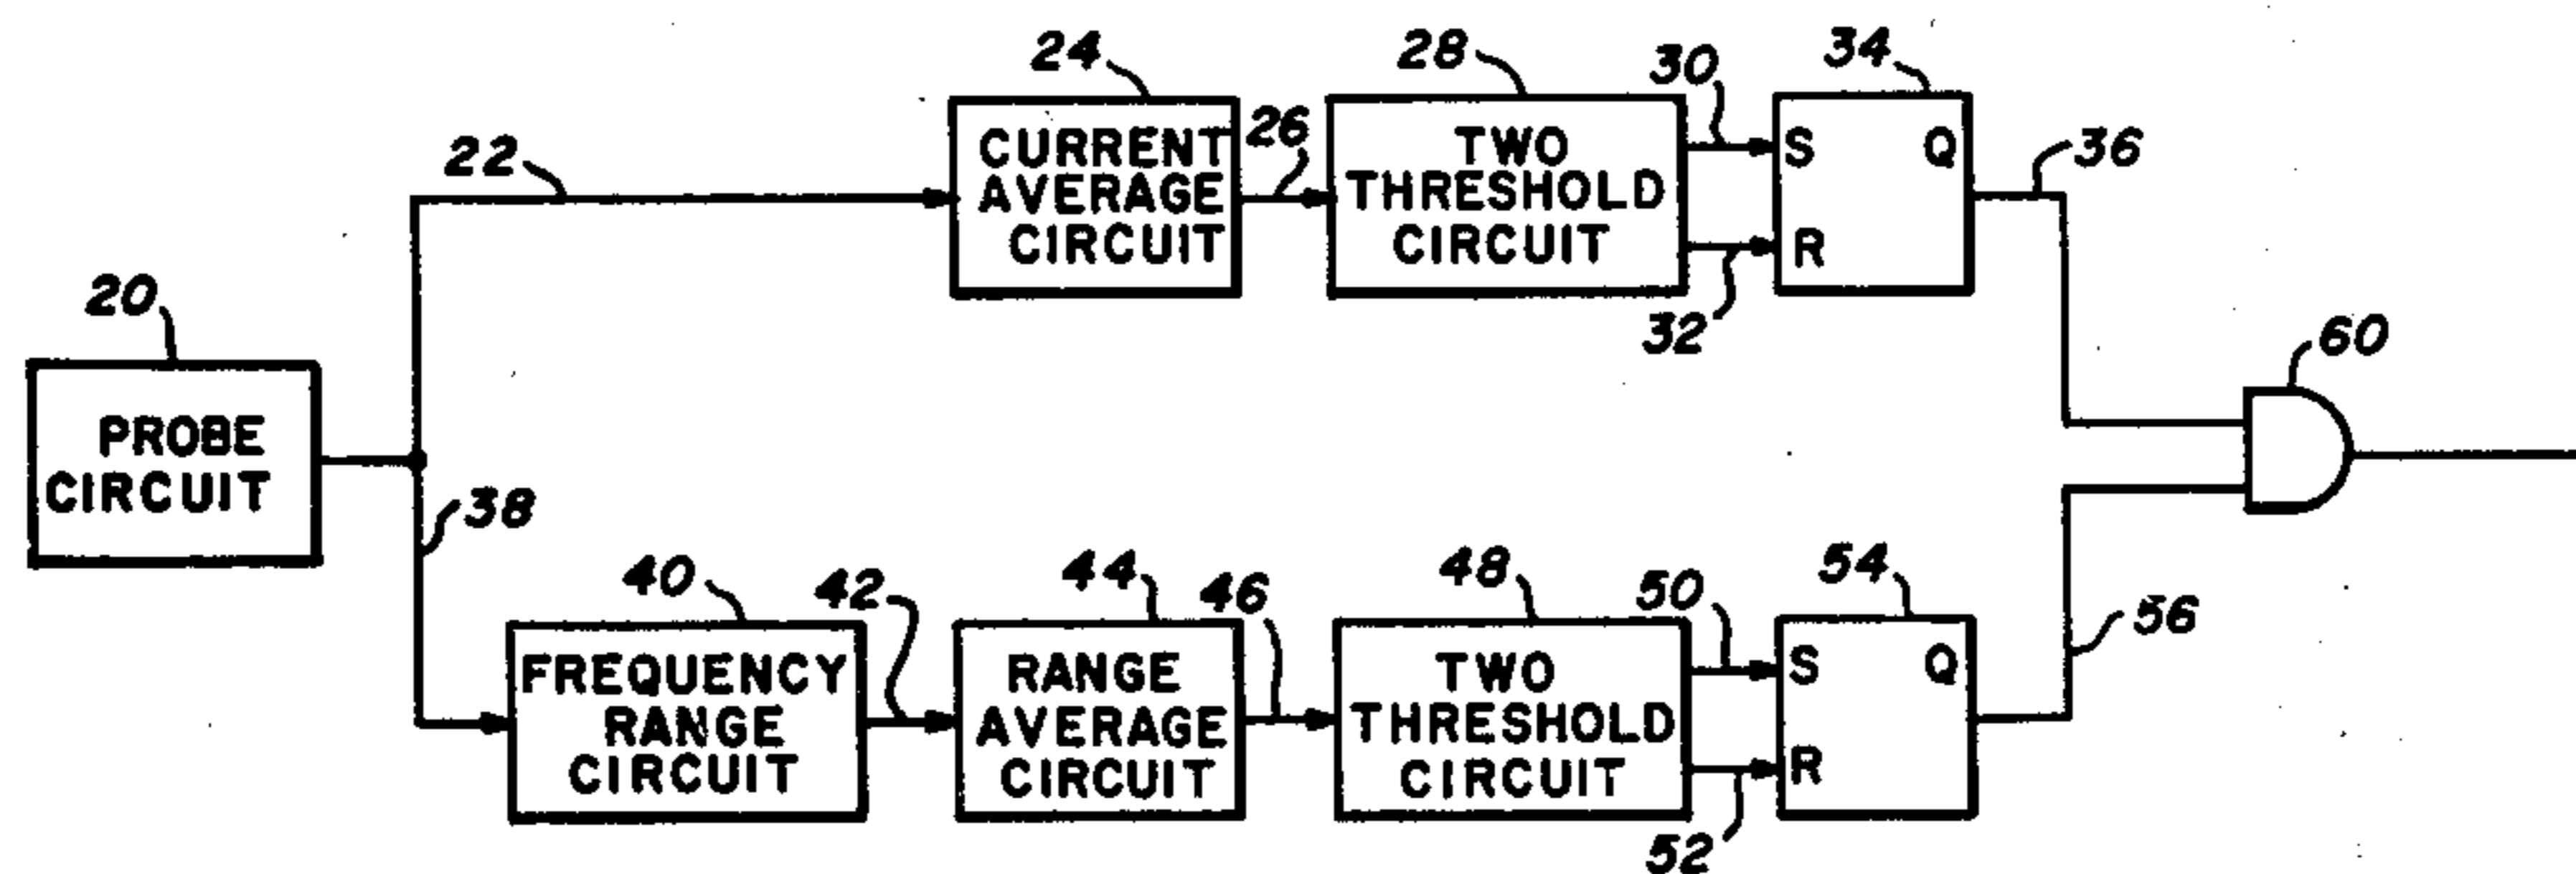 24
28
30
34
22
CURRENT
AVERAGE
CIRCUIT
26
TWO
THRESHOLD
CIRCUIT
S
Q
R
36
32
20
PROBE
CIRCUIT
60
38
40
42
44
46
48
50
54
56
FREQUENCY
RANGE
CIRCUIT
RANGE
AVERAGE
CIRCUIT
TWO
THRESHOLD
CIRCUIT
S
Q
R
52